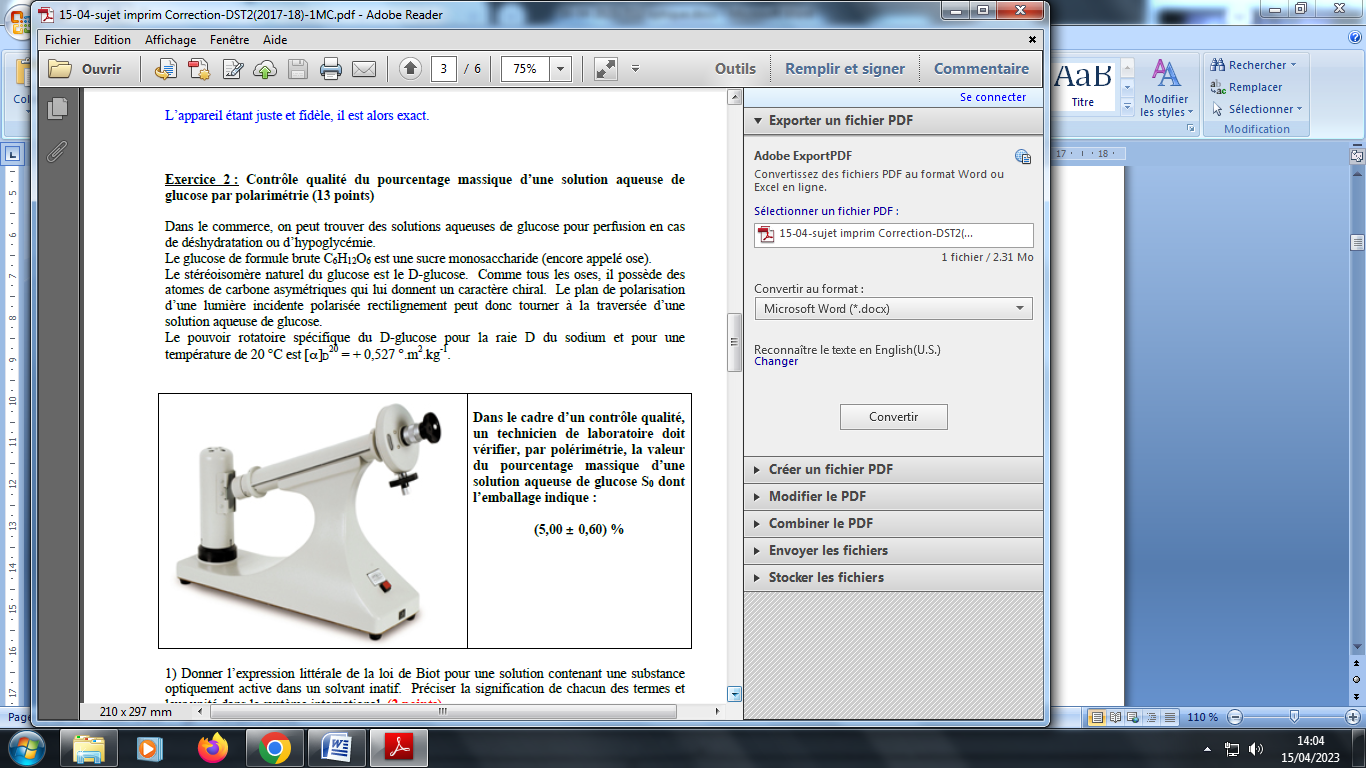 15-04-sujet imprim Correction-DST2(2017-18)-1MC.pdf - Adobe Reader
Fichier Edition Affichage Fenêtre Aide
Ouvrir
3 / 6
75%
Outils
Remplir et signer
Commentaire
L'appareil étant juste et fidèle, il est alors exact.
Exercice 2 : Contrôle qualité du pourcentage massique d'une solution aqueuse de
glucose par polarimétrie (13 points)
Dans le commerce, on peut trouver des solutions aqueuses de glucose pour perfusion en cas
de déshydratation ou d'hypoglycémie.
Le glucose de formule brute C6H12O6 est une sucre monosaccharide (encore appelé ose).
Le stéréoisomère naturel du glucose est le D-glucose. Comme tous les oses, il possède des
atomes de carbone asymétriques qui lui donnent un caractère chiral. Le plan de polarisation
d'une lumière incidente polarisée rectilignement peut donc tourner à la traversée d'une
solution aqueuse de glucose.
Le pouvoir rotatoire spécifique du D-glucose pour la raie D du sodium et pour une
température de 20 °C est [α]D20 = + 0,527 °.m2.kg-1.
Dans le cadre d'un contrôle qualité,
un technicien de laboratoire doit
vérifier, par polérimétrie, la valeur
du pourcentage massique d'une
solution aqueuse de glucose S0 dont
l'emballage indique :
(5,00 ± 0,60) %
1) Donner l'expression littérale de la loi de Biot pour une solution contenant une substance
optiquement active dans un solvant inatif. Préciser la signification de chacun des termes et
210 x 297 mm
Se connecter
Exporter un fichier PDF
Adobe ExportPDF
Convertissez des fichiers PDF au format Word ou
Excel en ligne.
Sélectionner un fichier PDF :
15-04-sujet imprim Correction-DST2(...
1 fichier / 2.31 Mo
Convertir au format :
Microsoft Word (*.docx)
Reconnaître le texte en English(U.S.)
Changer
Convertir
Créer un fichier PDF
Modifier le PDF
Combiner le PDF
Envoyer les fichiers
Stocker les fichiers
AaB
Titre
Modifier
les styles
Rechercher
Remplacer
Sélectionner
Modification
17 18
110 %
14:04
15/04/2023